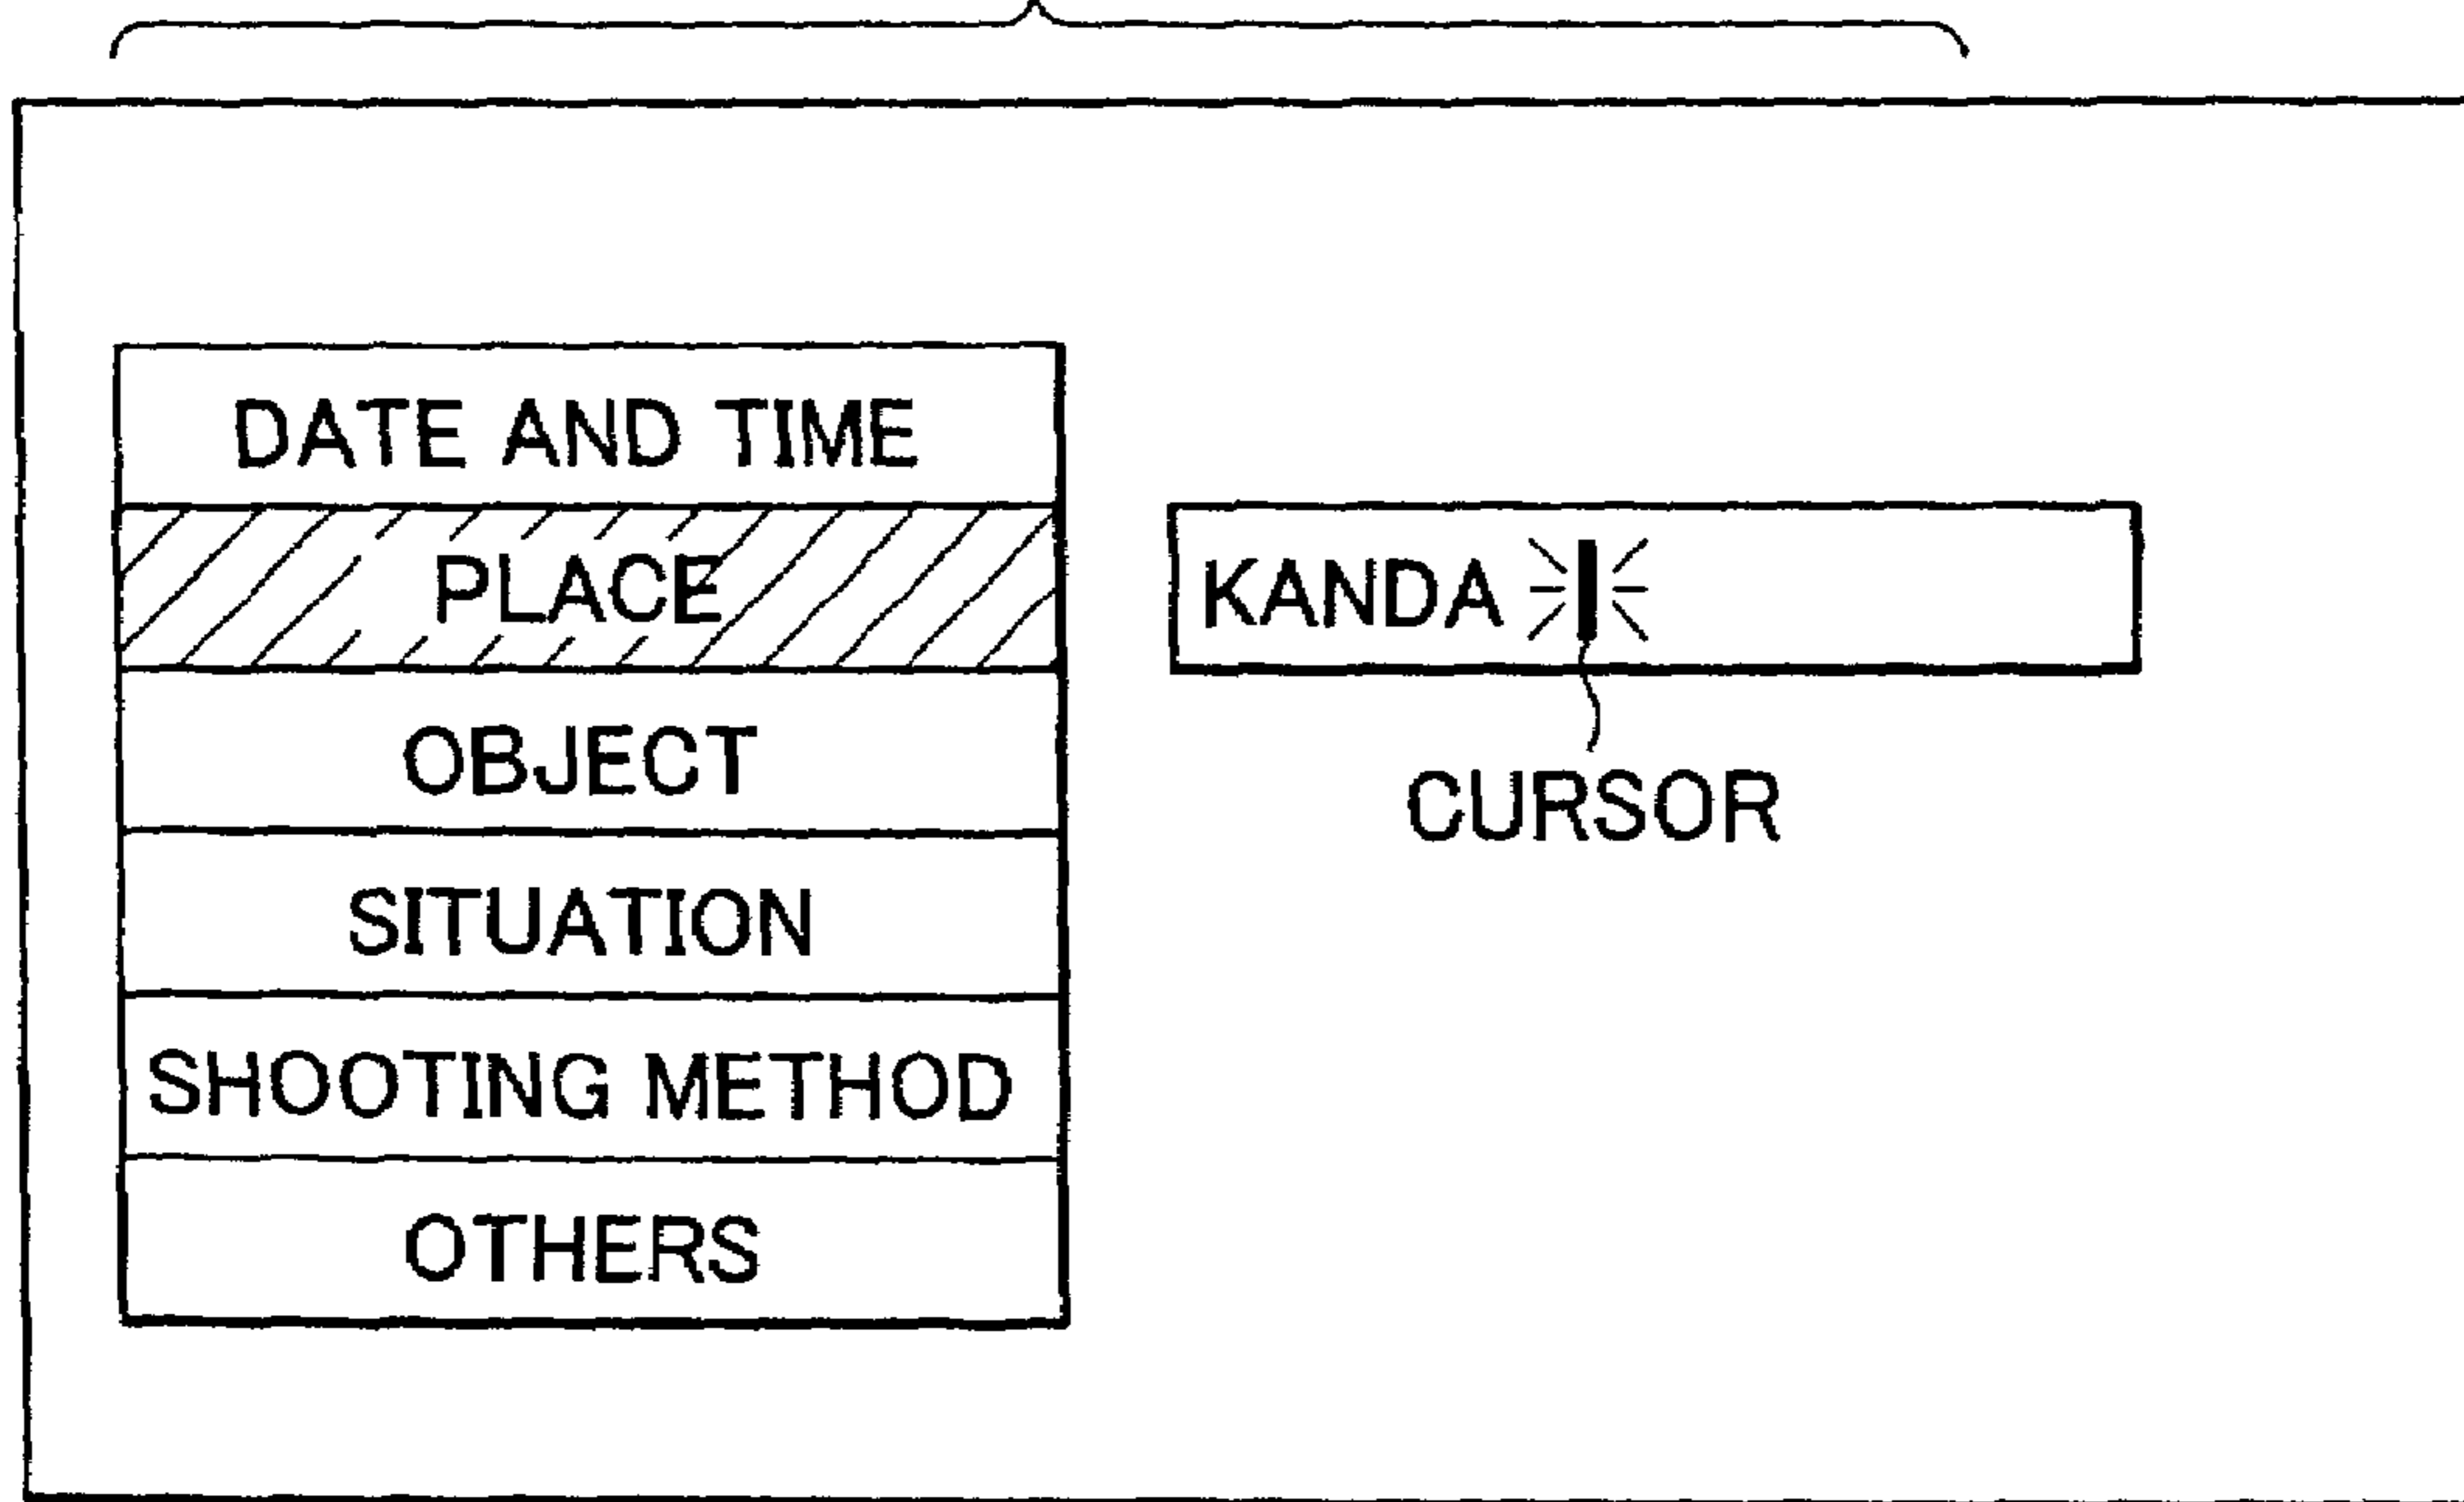 DATE AND TIME
PLACE
KANDA
OBJECT
CURSOR
SITUATION
SHOOTING METHOD
OTHERS